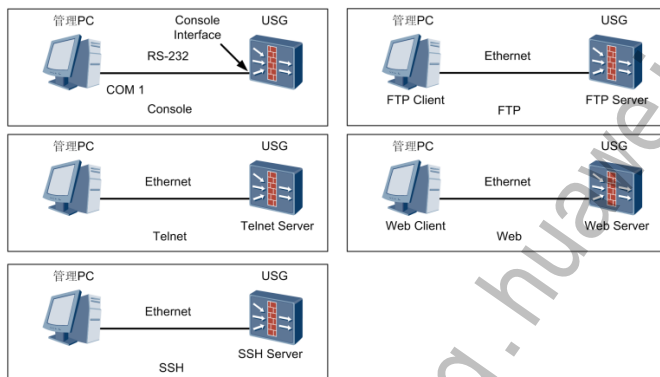 管理PC
Console
Interface
USG
RS-232
COM 1
Console
管理PC
USG
Ethernet
FTP Client
FTP Server
FTP
管理PC
USG
Ethernet
Telnet Server
Telnet
管理PC
USG
Ethernet
Web Client
Web Server
Web
管理PC
USG
Ethernet
SSH Server
SSH
g.huawei